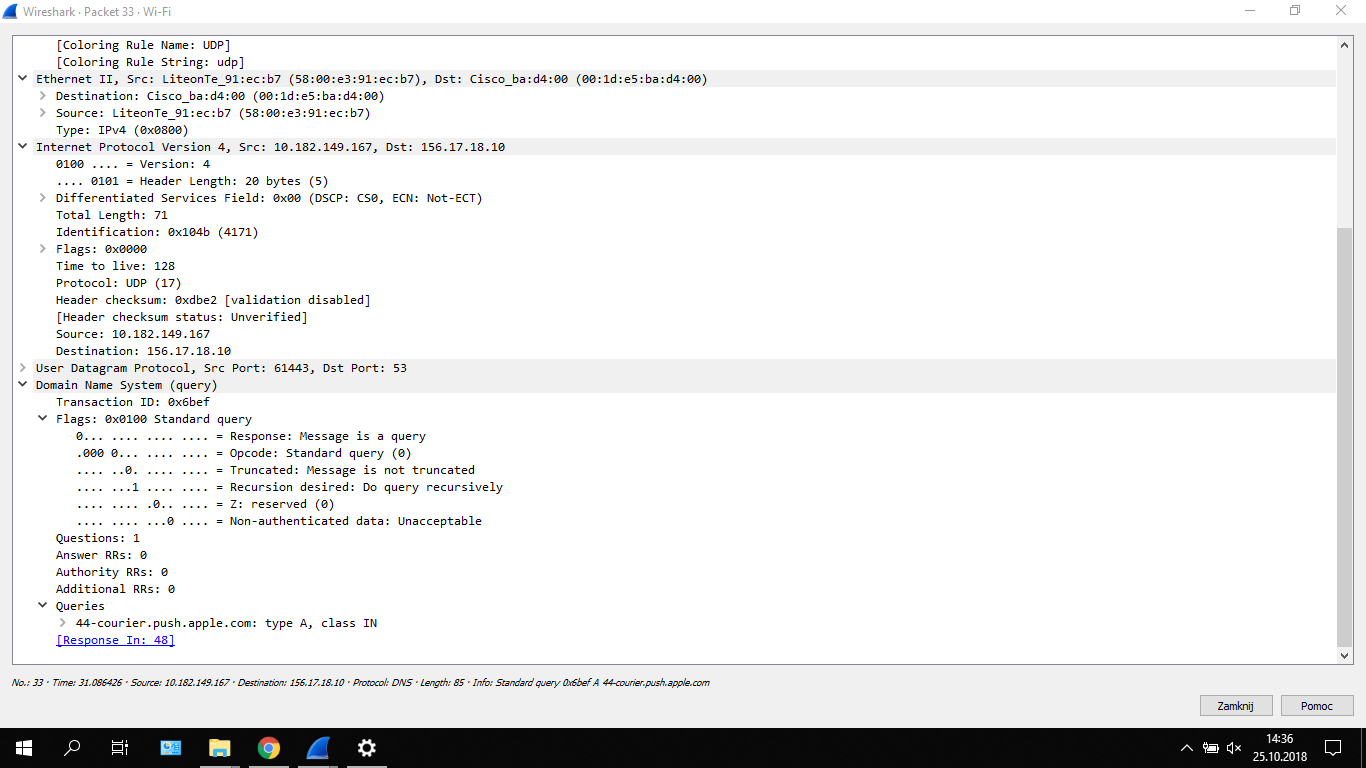 Wireshark · Packet 33 · Wi-Fi
[Coloring Rule Name: UDP]
[Coloring Rule String: udp]
Ethernet II, Src: LiteonTe_91:ec:b7 (58:00:e3:91:ec:b7), Dst: Cisco_ba:d4:00 (00:1d:e5:ba:d4:00)
Destination: Cisco_ba:d4:00 (00:1d:e5:ba:d4:00)
Source: LiteonTe_91:ec:b7 (58:00:e3:91:ec:b7)
Type: IPv4 (0x0800)
Internet Protocol Version 4, Src: 10.182.149.167, Dst: 156.17.18.10
0100 .... = Version: 4
.... 0101 = Header Length: 20 bytes (5)
Differentiated Services Field: 0x00 (DSCP: CS0, ECN: Not-ECT)
Total Length: 71
Identification: 0x104b (4171)
Flags: 0x0000
Time to live: 128
Protocol: UDP (17)
Header checksum: 0xdbe2 [validation disabled]
[Header checksum status: Unverified]
Source: 10.182.149.167
Destination: 156.17.18.10
User Datagram Protocol, Src Port: 61443, Dst Port: 53
Domain Name System (query)
Transaction ID: 0x6bef
Flags: 0x0100 Standard query
0... .... .... .... = Response: Message is a query
.000 0... .... .... = Opcode: Standard query (0)
.... ..0. .... .... = Truncated: Message is not truncated
.... ...1 .... .... = Recursion desired: Do query recursively
.... .... .0.. .... = Z: reserved (0)
.... .... ...0 .... = Non-authenticated data: Unacceptable
Questions: 1
Answer RRs: 0
Authority RRs: 0
Additional RRs: 0
Queries
44-courier.push.apple.com: type A, class IN
[Response In: 48]
No.: 33 · Time: 31.086426 · Source: 10.182.149.167 · Destination: 156.17.18.10 · Protocol: DNS · Length: 85 · Info: Standard query 0x6bef A 44-courier.push.apple.com
Zamknij
Pomoc
14:36
25.10.2018